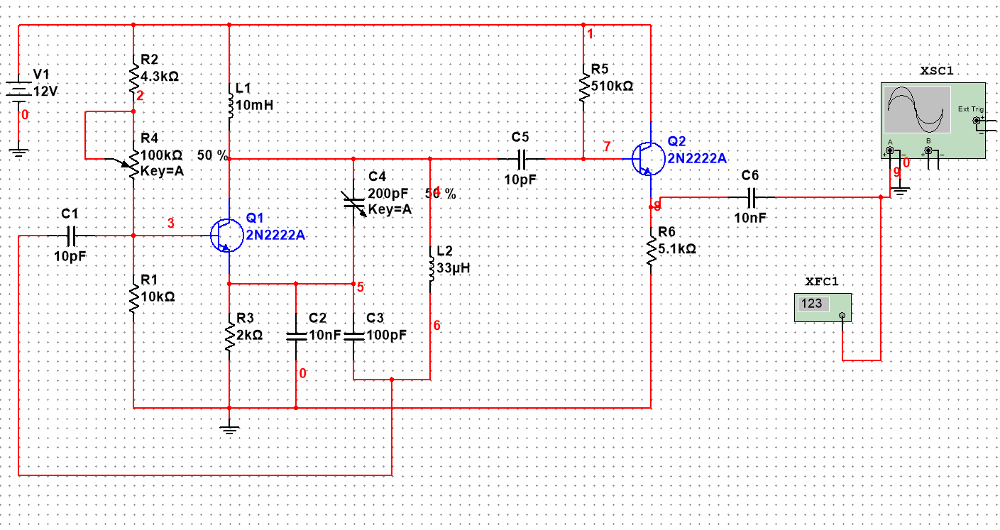 1
R2
4.3kΩ
2
V1
12V
0
L1
10mH
R5
510kΩ
XSC1
Ext Trig
+
_
A
B
+
_
+
_
0
9
R4
100kΩ
50 %
Key=A
C5
10pF
7
Q2
2N2222A
C4
200pF
50 %
Key=A
4
C6
10nF
8
C1
10pF
3
Q1
2N2222A
R6
5.1kΩ
L2
33µH
R1
10kΩ
5
XFC1
123
R3
2kΩ
C2
10nF
C3
100pF
6
0